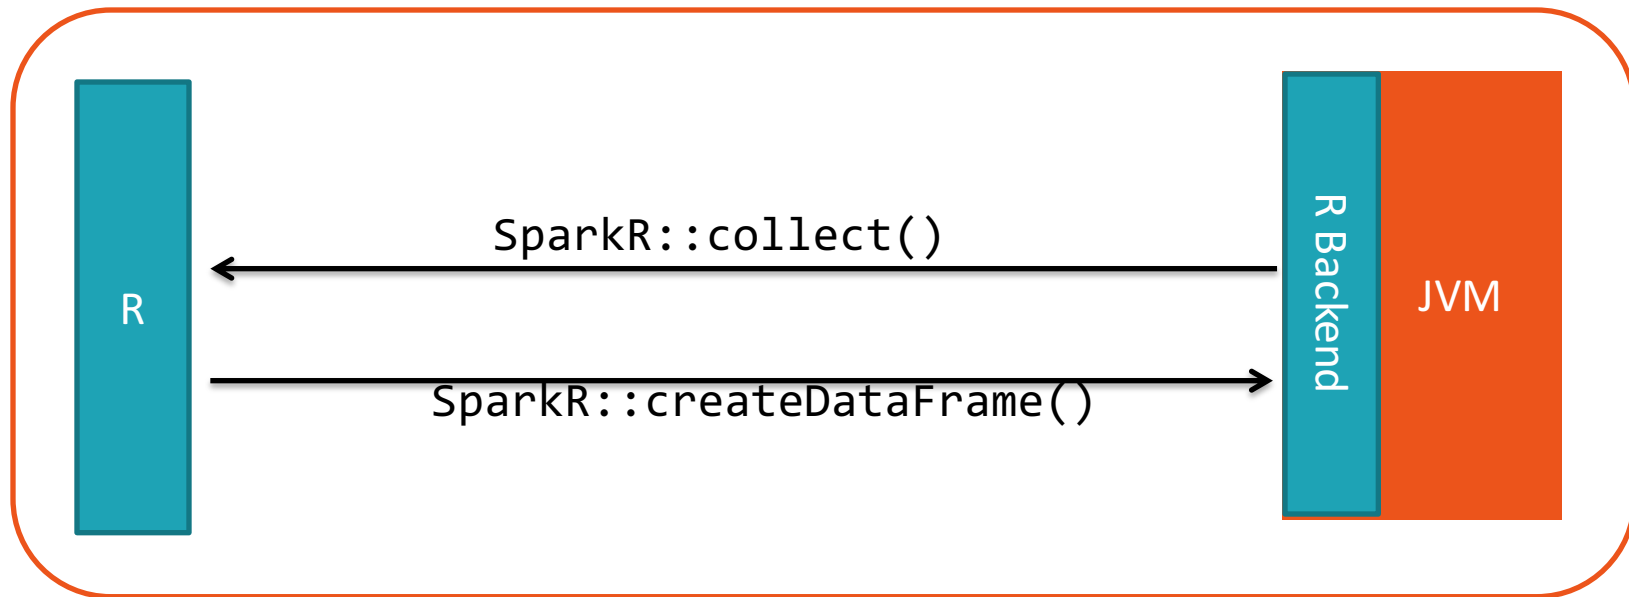 SparkR::collect()
R
R Backend
JVM
SparkR::createDataFrame()